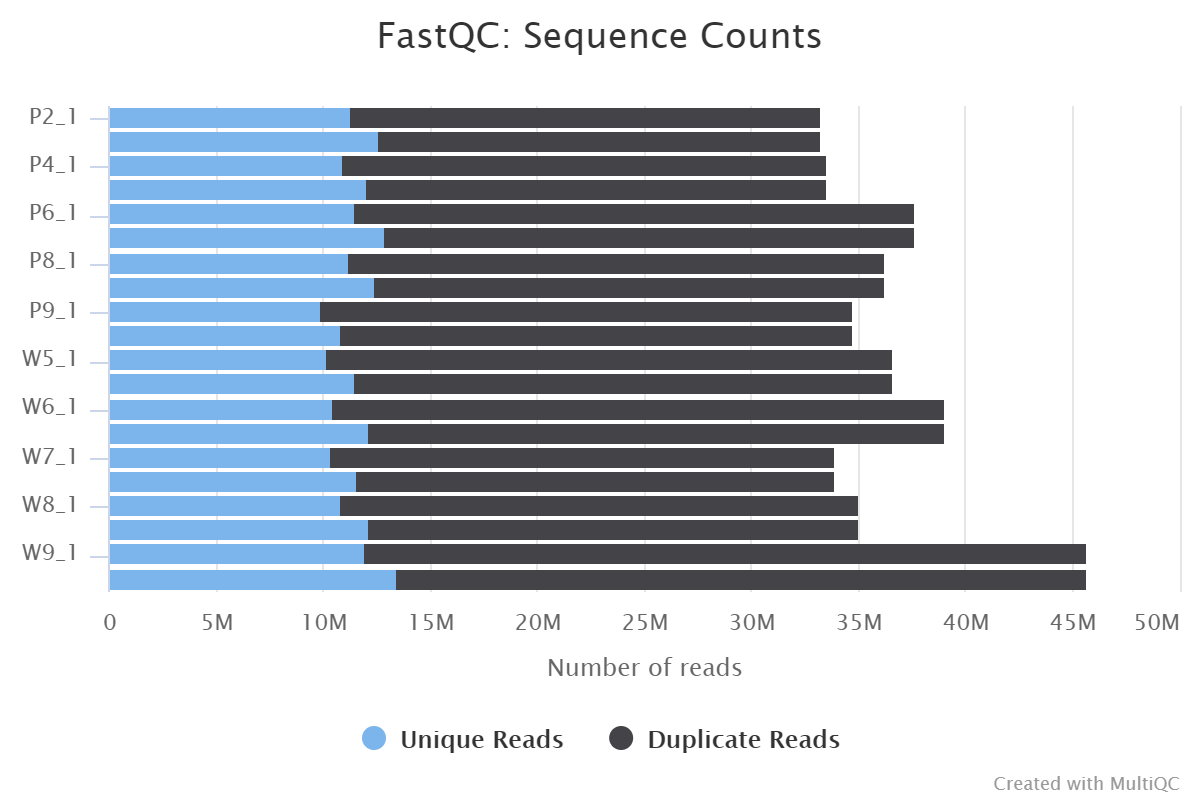 FastQC: Sequence Counts
P2_1
P4_1
P6_1
P8_1
P9_1
W5_1
W6_1
W7_1
W8_1
W9_1
0 5M 10M 15M 20M 25M 30M 35M 40M 45M 50M
Number of reads
Unique Reads Duplicate Reads
Created with MultiQC